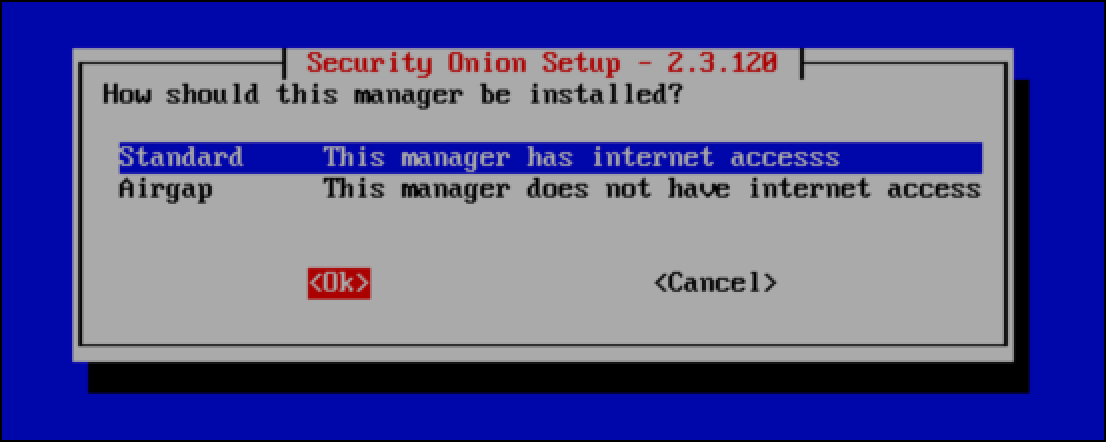 Security Onion Setup - 2.3.120
How should this manager be installed?
Standard This manager has internet accesss
Airgap This manager does not have internet access
<Ok> <Cancel>